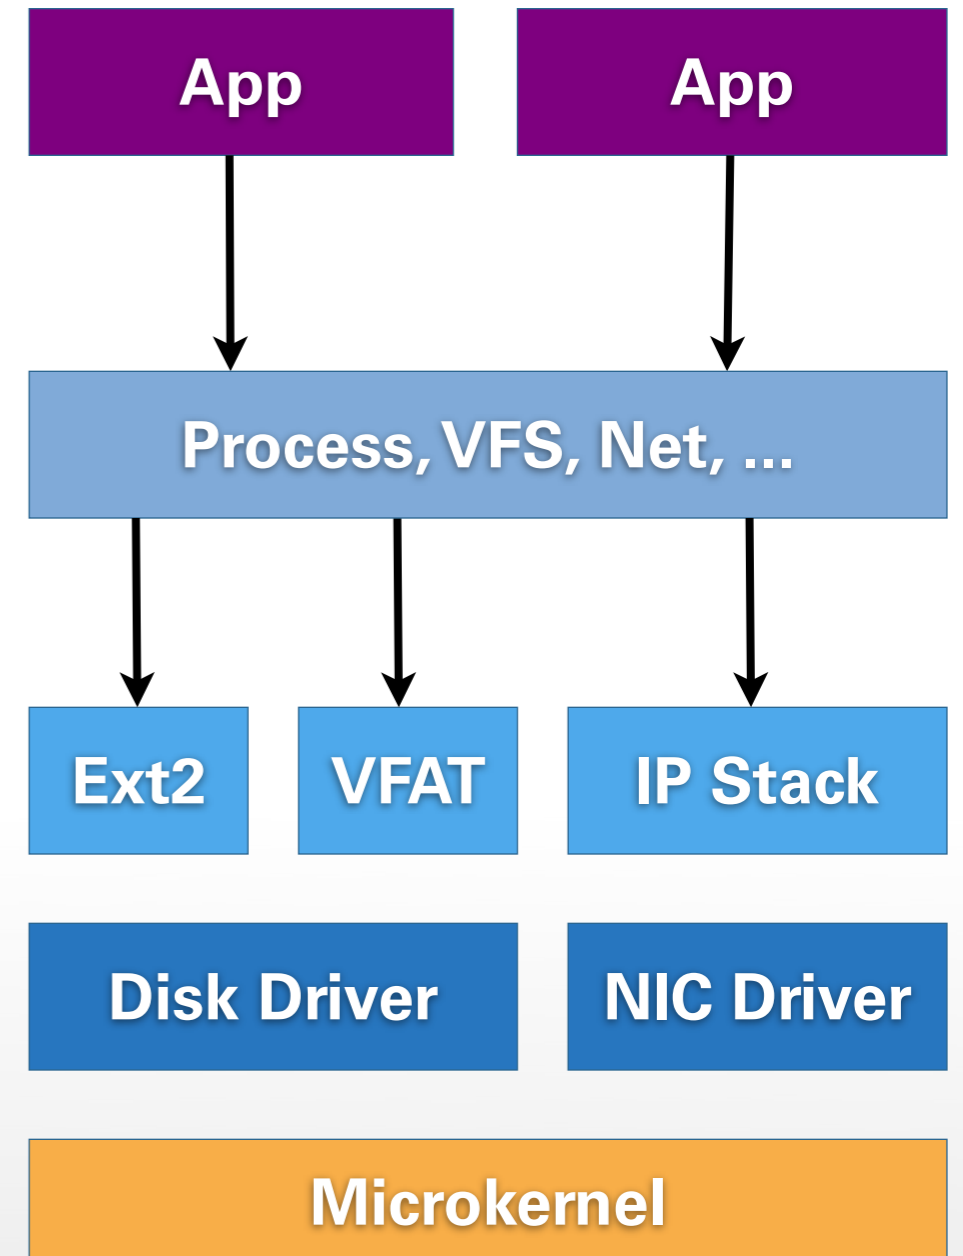 App
App
Process, VFS, Net, ...
Ext2
VFAT
IP Stack
Disk Driver
NIC Driver
Microkernel